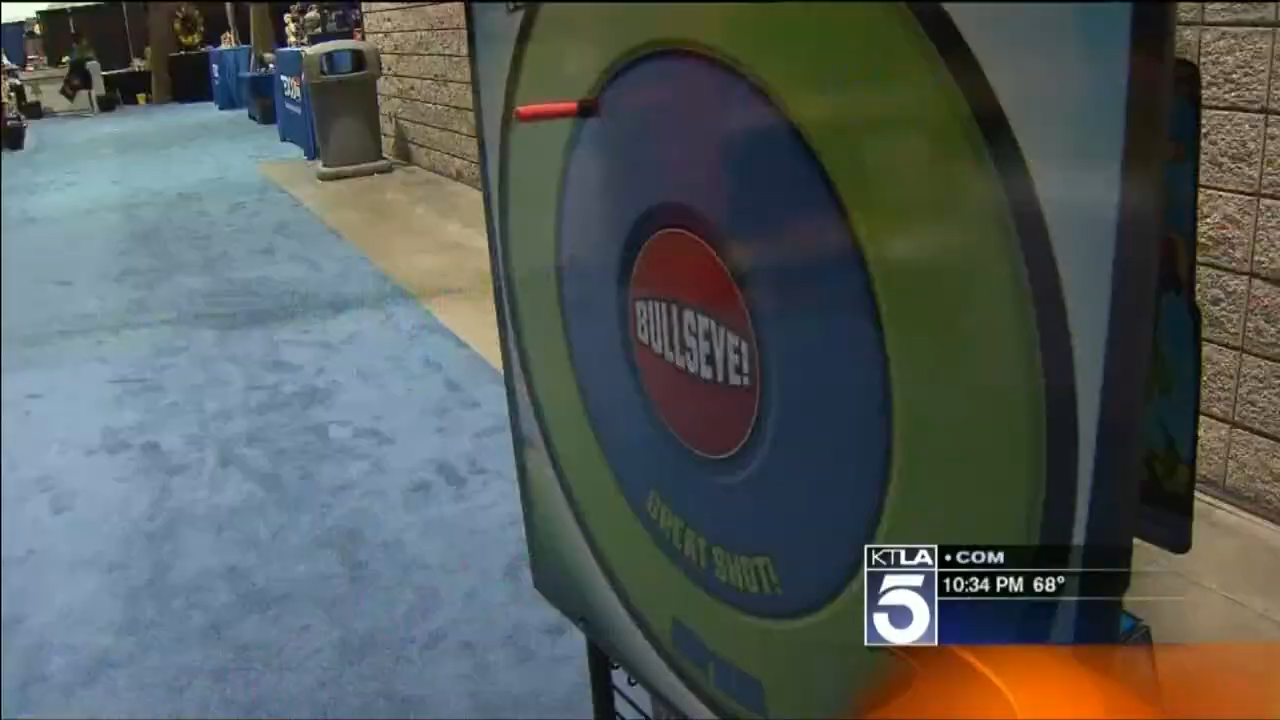 BULLSEYE!
GREAT SHOT!
KTLA • COM
5
10:34 PM 68°